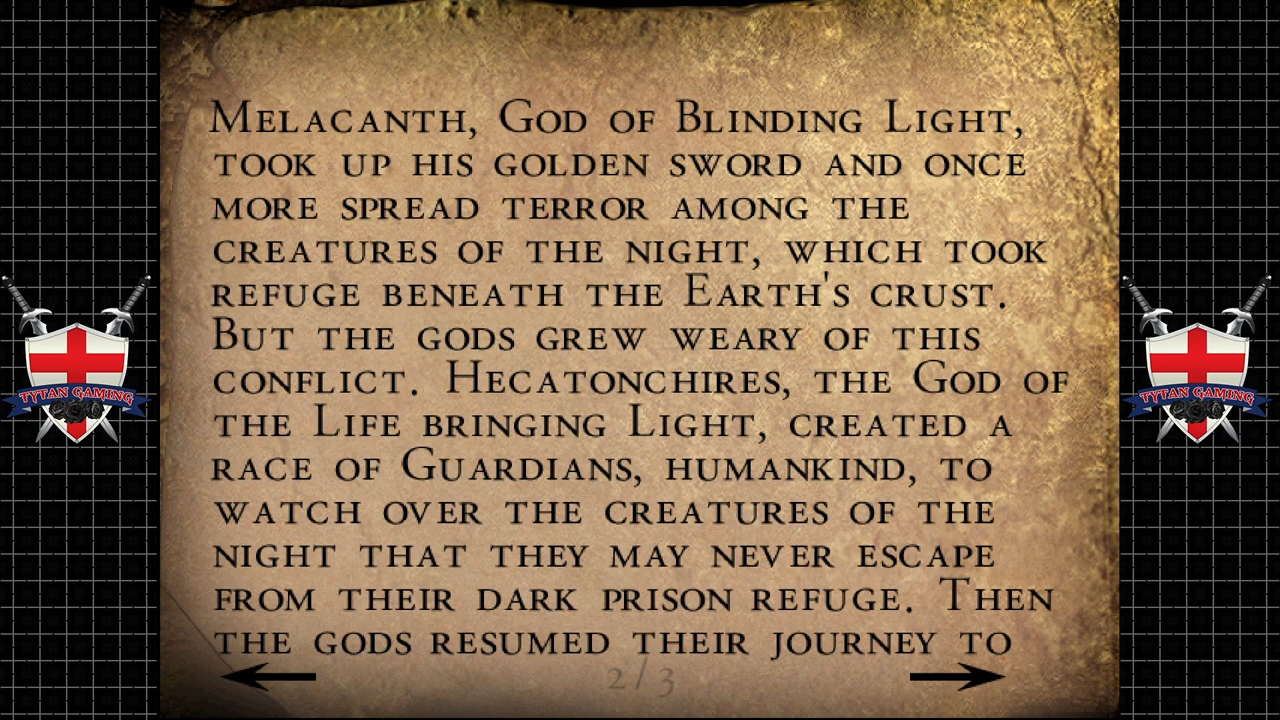 Melacanth, God of Blinding Light,
took up his golden sword and once
more spread terror among the
creatures of the night, which took
refuge beneath the Earth's crust.
But the gods grew weary of this
conflict. Hecatonchires, the God of
the Life bringing Light, created a
race of Guardians, humankind, to
watch over the creatures of the
night that they may never escape
from their dark prison refuge. Then
the gods resumed their journey to
2/3
TYTAN GAMING
TYTAN GAMING